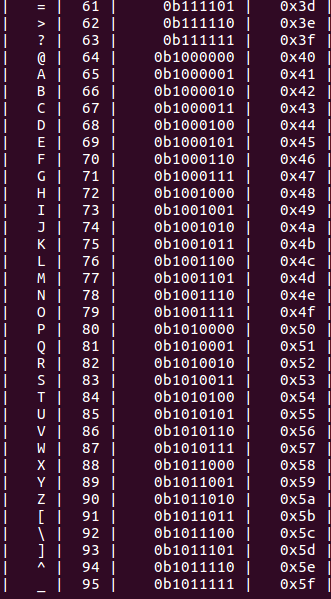 | = | 61 | 0b111101 | 0x3d |
| > | 62 | 0b111110 | 0x3e |
| ? | 63 | 0b111111 | 0x3f |
| @ | 64 | 0b1000000 | 0x40 |
| A | 65 | 0b1000001 | 0x41 |
| B | 66 | 0b1000010 | 0x42 |
| C | 67 | 0b1000011 | 0x43 |
| D | 68 | 0b1000100 | 0x44 |
| E | 69 | 0b1000101 | 0x45 |
| F | 70 | 0b1000110 | 0x46 |
| G | 71 | 0b1000111 | 0x47 |
| H | 72 | 0b1001000 | 0x48 |
| I | 73 | 0b1001001 | 0x49 |
| J | 74 | 0b1001010 | 0x4a |
| K | 75 | 0b1001011 | 0x4b |
| L | 76 | 0b1001100 | 0x4c |
| M | 77 | 0b1001101 | 0x4d |
| N | 78 | 0b1001110 | 0x4e |
| O | 79 | 0b1001111 | 0x4f |
| P | 80 | 0b1010000 | 0x50 |
| Q | 81 | 0b1010001 | 0x51 |
| R | 82 | 0b1010010 | 0x52 |
| S | 83 | 0b1010011 | 0x53 |
| T | 84 | 0b1010100 | 0x54 |
| U | 85 | 0b1010101 | 0x55 |
| V | 86 | 0b1010110 | 0x56 |
| W | 87 | 0b1010111 | 0x57 |
| X | 88 | 0b1011000 | 0x58 |
| Y | 89 | 0b1011001 | 0x59 |
| Z | 90 | 0b1011010 | 0x5a |
| [ | 91 | 0b1011011 | 0x5b |
| \ | 92 | 0b1011100 | 0x5c |
| ] | 93 | 0b1011101 | 0x5d |
| ^ | 94 | 0b1011110 | 0x5e |
| _ | 95 | 0b1011111 | 0x5f |